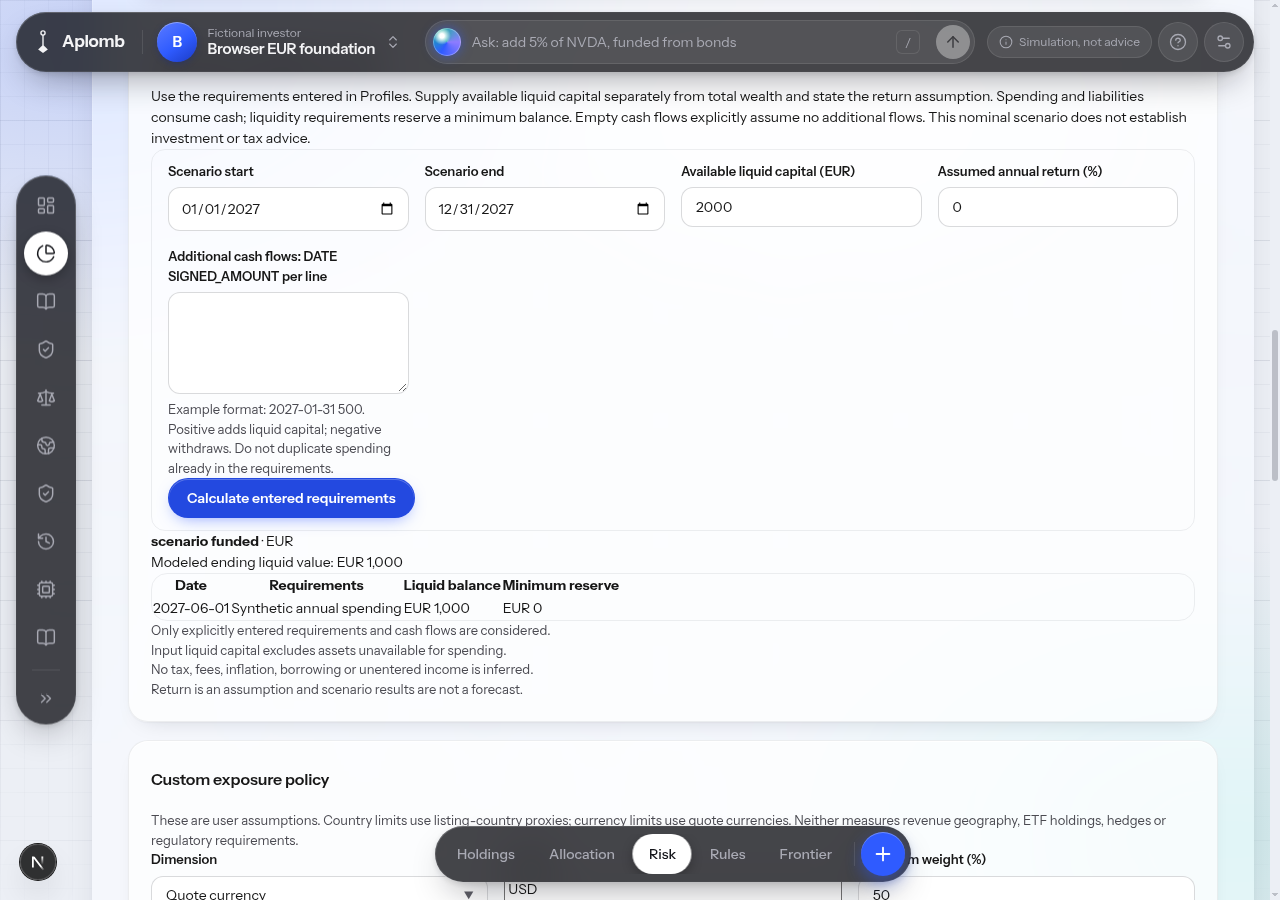 Aplomb
B
Fictional investor
Browser EUR foundation
Ask: add 5% of NVDA, funded from bonds
/
Simulation, not advice
Use the requirements entered in Profiles. Supply available liquid capital separately from total wealth and state the return assumption. Spending and liabilities
consume cash; liquidity requirements reserve a minimum balance. Empty cash flows explicitly assume no additional flows. This nominal scenario does not establish
investment or tax advice.
Scenario start
Scenario end
Available liquid capital (EUR)
Assumed annual return (%)
01/01/2027
12/31/2027
2000
0
Additional cash flows: DATE
SIGNED_AMOUNT per line
Example format: 2027-01-31 500.
Positive adds liquid capital; negative
withdraws. Do not duplicate spending
already in the requirements.
Calculate entered requirements
scenario funded · EUR
Modeled ending liquid value: EUR 1,000
Date Requirements Liquid balance Minimum reserve
2027-06-01 Synthetic annual spending EUR 1,000 EUR 0
Only explicitly entered requirements and cash flows are considered.
Input liquid capital excludes assets unavailable for spending.
No tax, fees, inflation, borrowing or unentered income is inferred.
Return is an assumption and scenario results are not a forecast.
Custom exposure policy
These are user assumptions. Country limits use listing-country proxies; currency limits use quote currencies. Neither measures revenue geography, ETF holdings, hedges or
regulatory requirements.
Dimension
m weight (%)
Quote currency
USD
50
Holdings
Allocation
Risk
Rules
Frontier
N